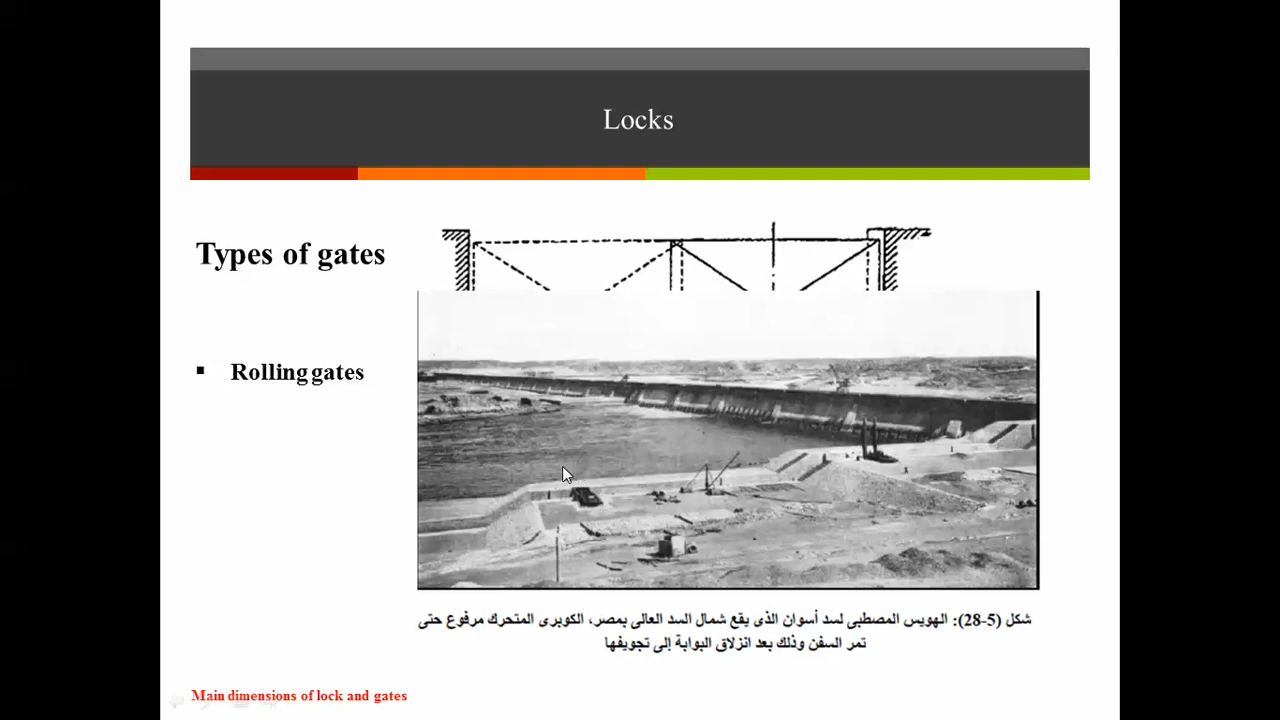 Locks
Types of gates
▪ Rolling gates
شكل (5-28): الهويس المصطبى لسد أسوان الذى يقع شمال السد العالى بمصر، الكوبرى المتحرك مرفوع حتى
تمر السفن وذلك بعد انزلاق البوابة إلى تجويفها
Main dimensions of lock and gates